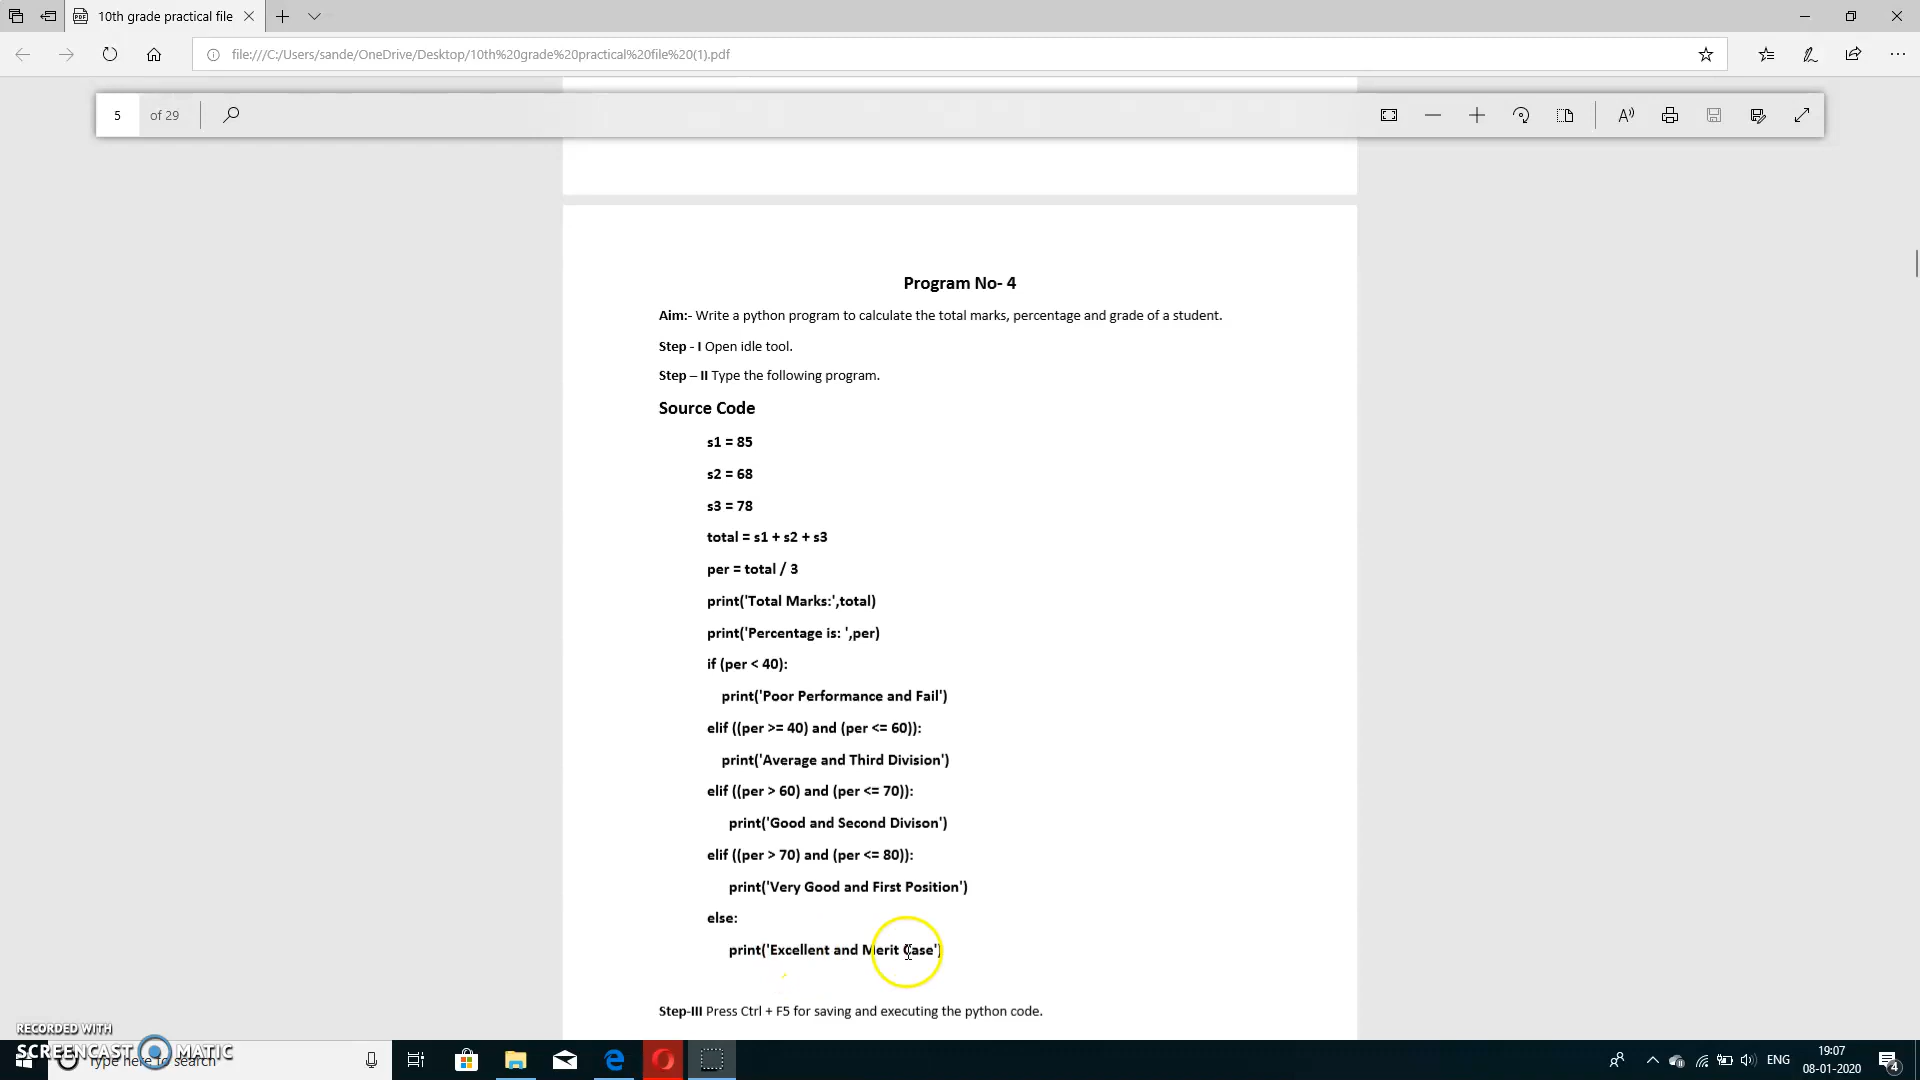 10th grade practical file
file:///C:/Users/sande/OneDrive/Desktop/10th%20grade%20practical%20file%20(1).pdf
5 of 29
Program No- 4
Aim:- Write a python program to calculate the total marks, percentage and grade of a student.
Step - I Open idle tool.
Step – II Type the following program.
Source Code
s1 = 85
s2 = 68
s3 = 78
total = s1 + s2 + s3
per = total / 3
print('Total Marks:',total)
print('Percentage is: ',per)
if (per < 40):
print('Poor Performance and Fail')
elif ((per >= 40) and (per <= 60)):
print('Average and Third Division')
elif ((per > 60) and (per <= 70)):
print('Good and Second Divison')
elif ((per > 70) and (per <= 80)):
print('Very Good and First Position')
else:
print('Excellent and Merit Case')
Step-III Press Ctrl + F5 for saving and executing the python code.
RECORDED WITH
SCREENCAST MATIC
Type here to search
ENG
19:07
08-01-2020
4